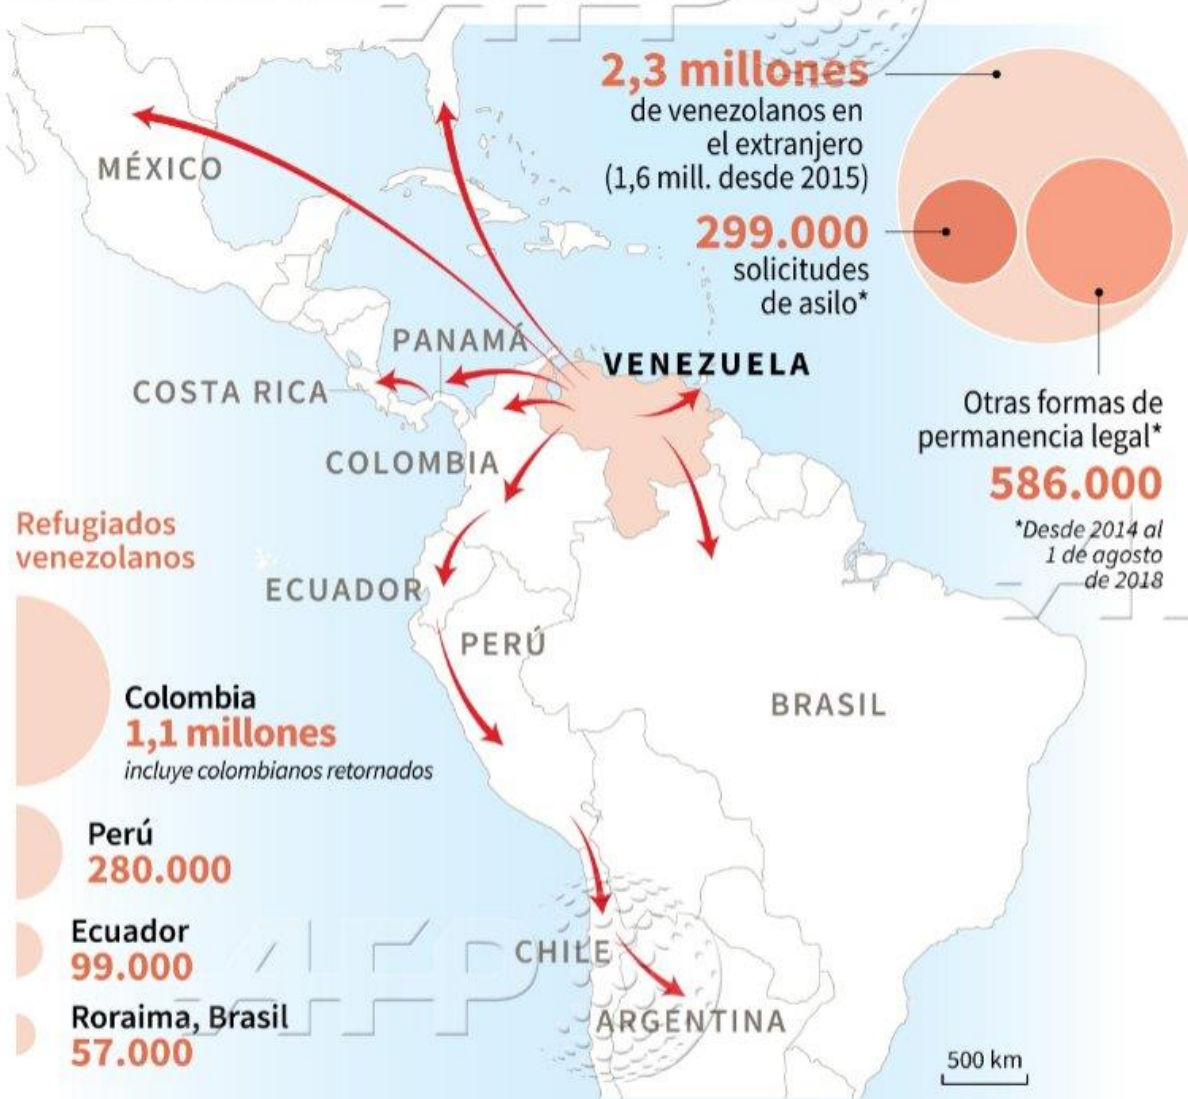 2,3 millones
de venezolanos en
el extranjero
(1,6 mill. desde 2015)
299.000
solicitudes
de asilo*
Otras formas de
permanencia legal*
586.000
*Desde 2014 al
1 de agosto
de 2018
MÉXICO
PANAMÁ
VENEZUELA
COSTA RICA
COLOMBIA
ECUADOR
PERÚ
BRASIL
CHILE
ARGENTINA
Refugiados
venezolanos
Colombia
1,1 millones
incluye colombianos retornados
Perú
280.000
Ecuador
99.000
Roraima, Brasil
57.000
AFP
500 km